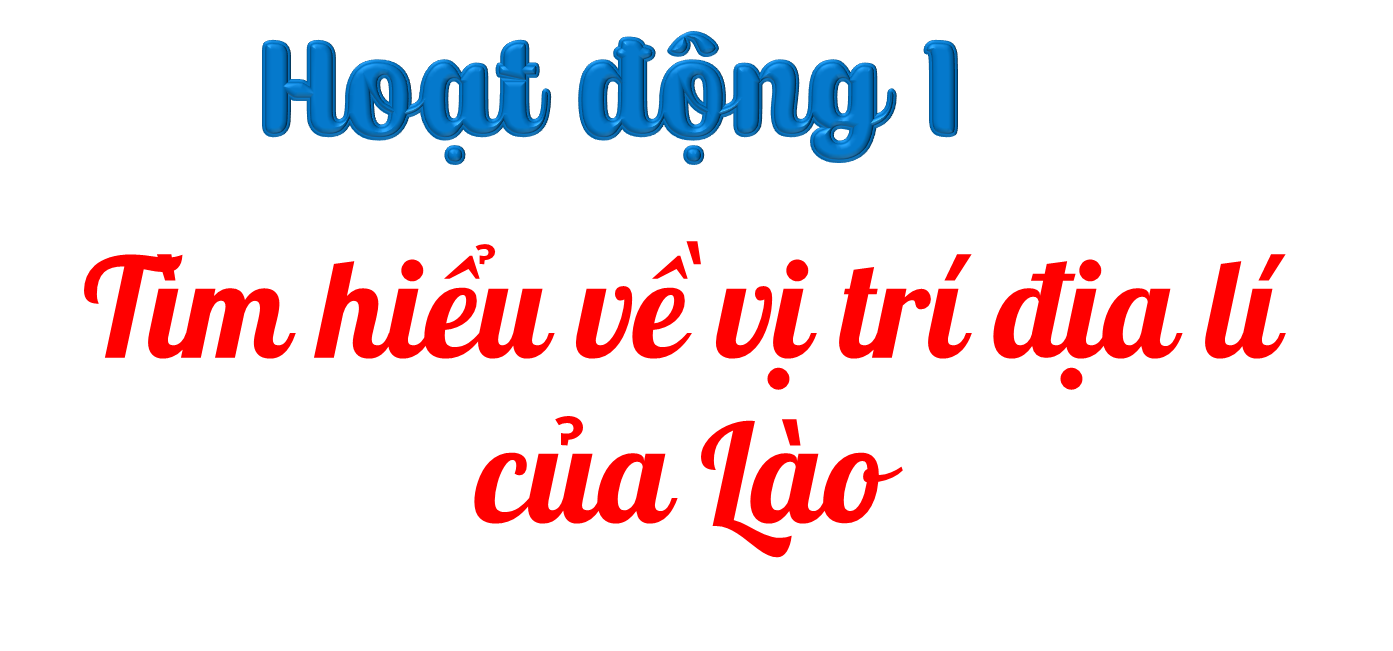 Hoạt động 1
Tìm hiểu về vị trí địa lí
của Lào